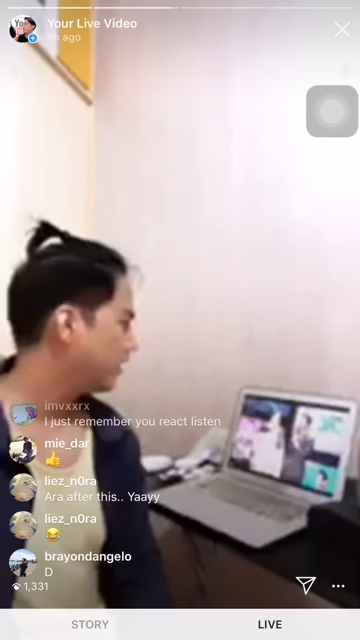 Your Live Video
9h ago
imvxxrx
I just remember you react listen
mie_dar
👍
liez_n0ra
Ara after this.. Yaayy
liez_n0ra
😂
brayondangelo
D
1,331
STORY
LIVE